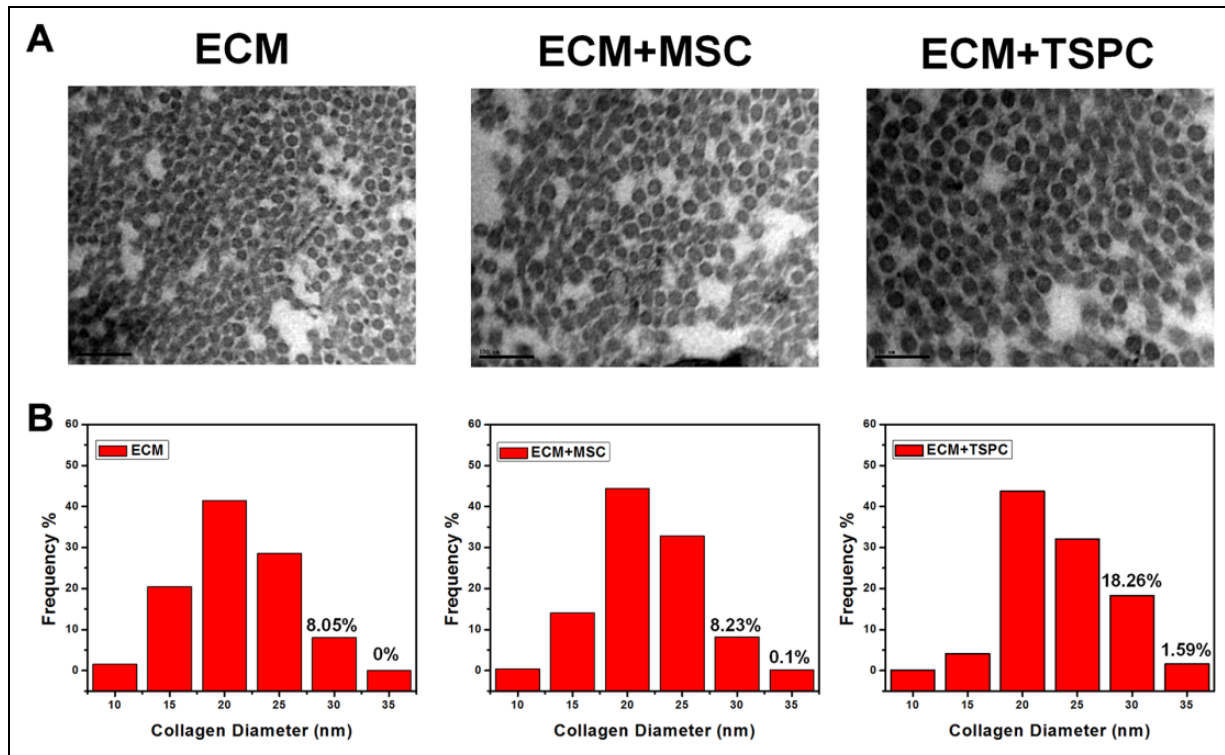 A
ECM
ECM+MSC
ECM+TSPC
B
ECM
Frequency %
60
50
40
30
20
10
0
8.05%
0%
10 15 20 25 30 35
Collagen Diameter (nm)
ECM+MSC
Frequency %
60
50
40
30
20
10
0
8.23%
0.1%
10 15 20 25 30 35
Collagen Diameter (nm)
ECM+TSPC
Frequency %
60
50
40
30
20
10
0
18.26%
1.59%
10 15 20 25 30 35
Collagen Diameter (nm)